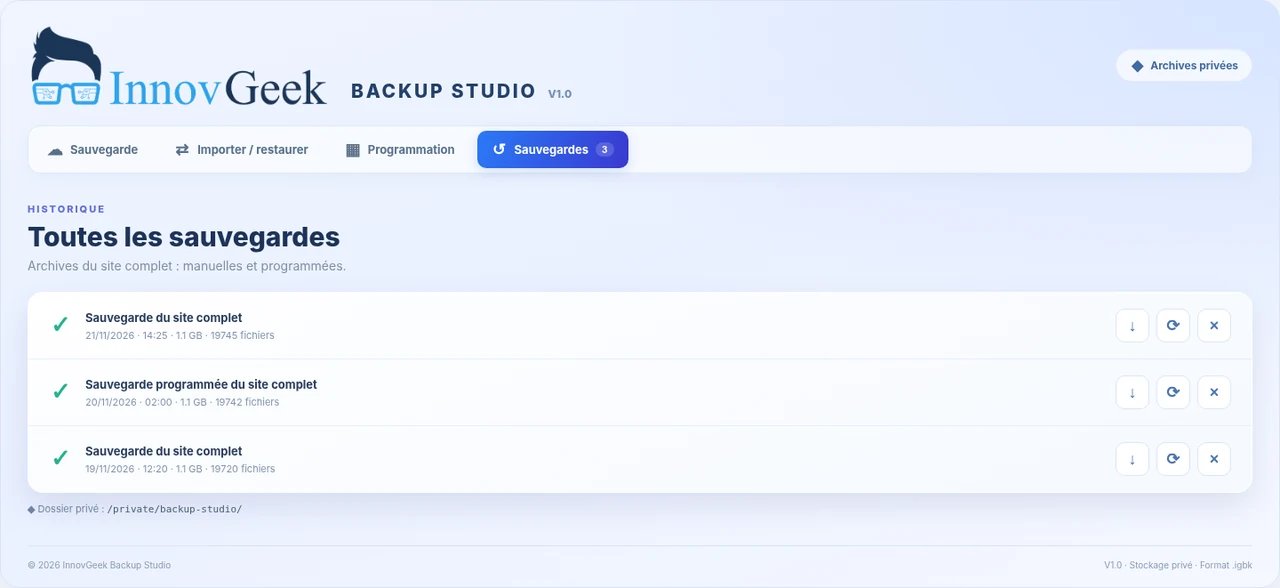 InnovGeek BACKUP STUDIO V1.0
Archives privées
Sauvegarde
Importer / restaurer
Programmation
Sauvegardes 3
HISTORIQUE
Toutes les sauvegardes
Archives du site complet : manuelles et programmées.
Sauvegarde du site complet
21/11/2026 · 14:25 · 1.1 GB · 19745 fichiers
Sauvegarde programmée du site complet
20/11/2026 · 02:00 · 1.1 GB · 19742 fichiers
Sauvegarde du site complet
19/11/2026 · 12:20 · 1.1 GB · 19720 fichiers
Dossier privé : /private/backup-studio/
© 2026 InnovGeek Backup Studio
V1.0 · Stockage privé · Format .igbk